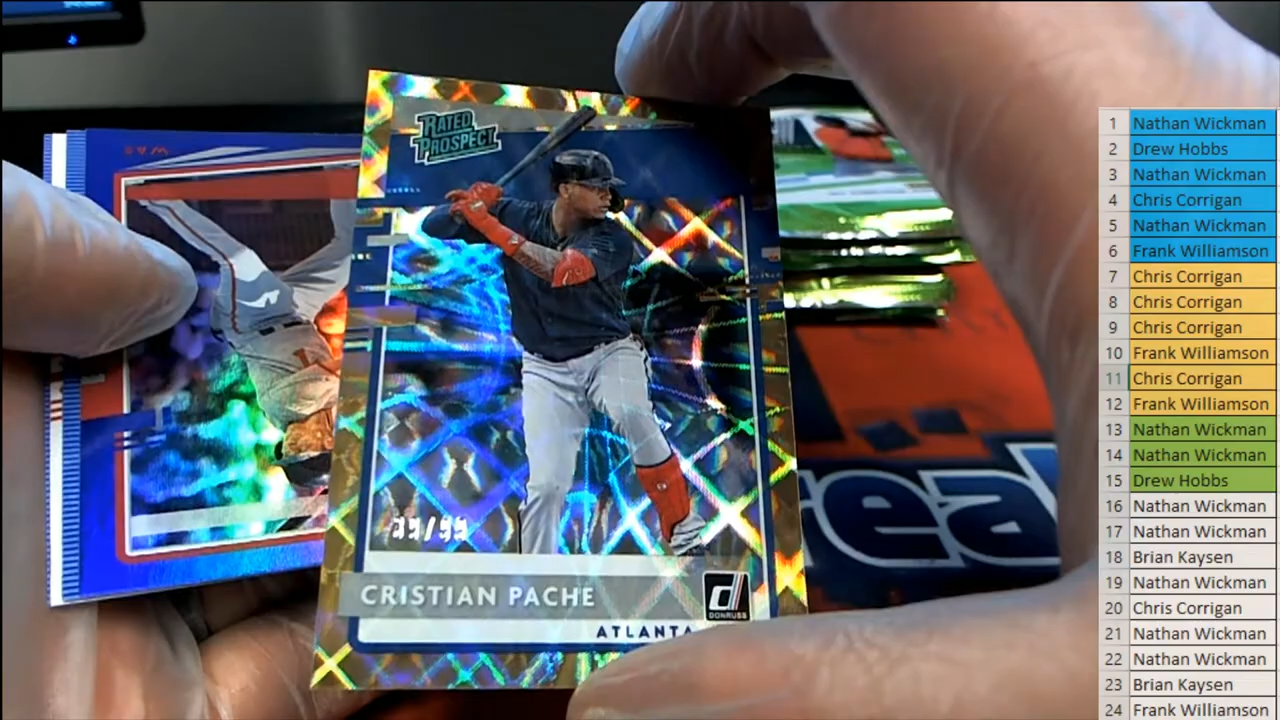 RATED
PROSPECT
CRISTIAN PACHE
DONRUSS
ATLANTA
1 Nathan Wickman
2 Drew Hobbs
3 Nathan Wickman
4 Chris Corrigan
5 Nathan Wickman
6 Frank Williamson
7 Chris Corrigan
8 Chris Corrigan
9 Chris Corrigan
10 Frank Williamson
11 Chris Corrigan
12 Frank Williamson
13 Nathan Wickman
14 Nathan Wickman
15 Drew Hobbs
16 Nathan Wickman
17 Nathan Wickman
18 Brian Kaysen
19 Nathan Wickman
20 Chris Corrigan
21 Nathan Wickman
22 Nathan Wickman
23 Brian Kaysen
24 Frank Williamson